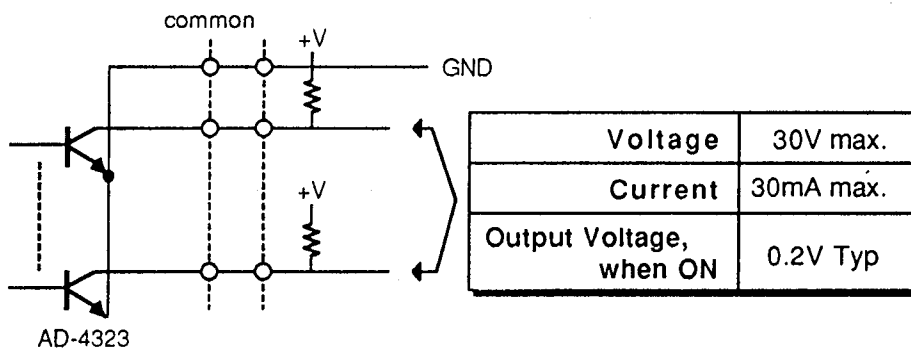 common
+V
GND
+V
AD-4323
Voltage 30V max.
Current 30mA max.
Output Voltage,
when ON 0.2V Typ